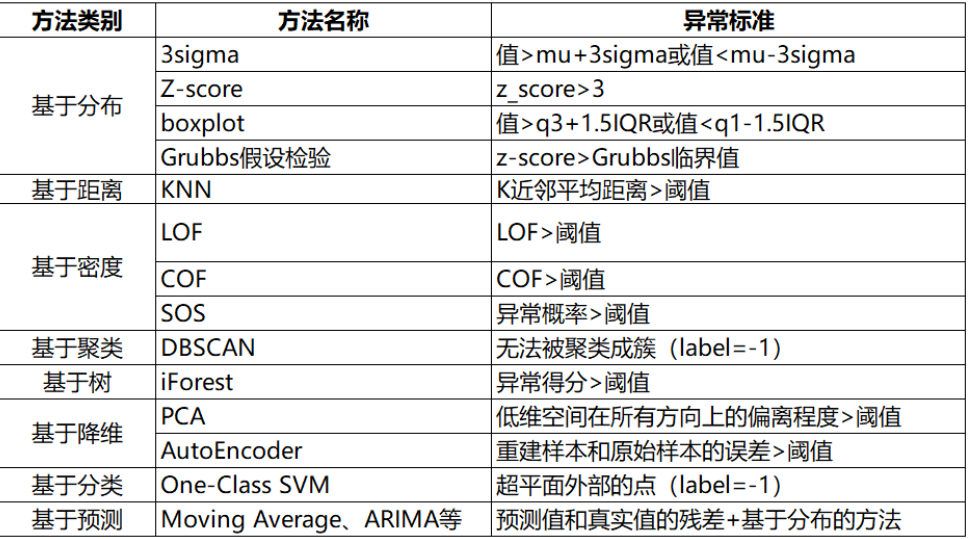 方法类别 方法名称 异常标准
基于分布 3sigma 值>mu+3sigma或值<mu-3sigma
Z-score z_score>3
boxplot 值>q3+1.5IQR或值<q1-1.5IQR
Grubbs假设检验 z-score>Grubbs临界值
基于距离 KNN K近邻平均距离>阈值
基于密度 LOF LOF>阈值
COF COF>阈值
SOS 异常概率>阈值
基于聚类 DBSCAN 无法被聚类成簇（label=-1）
基于树 iForest 异常得分>阈值
基于降维 PCA 低维空间在所有方向上的偏离程度>阈值
AutoEncoder 重建样本和原始样本的误差>阈值
基于分类 One-Class SVM 超平面外部的点（label=-1）
基于预测 Moving Average、ARIMA等 预测值和真实值的残差+基于分布的方法